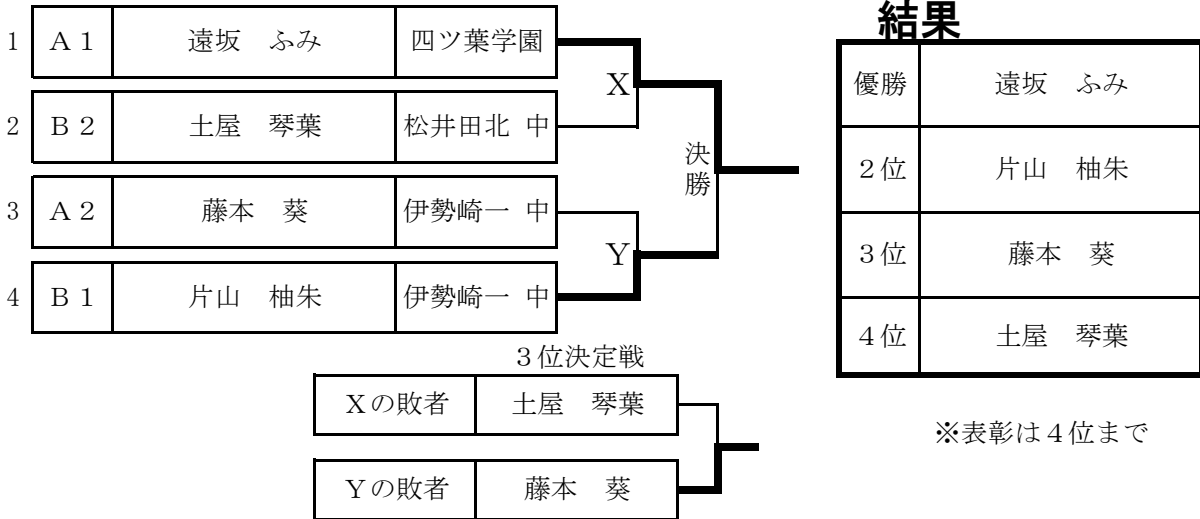 結果
1 Ａ１ 遠坂　ふみ 四ツ葉学園
X
2 Ｂ２ 土屋　琴葉 松井田北 中
決勝
3 Ａ２ 藤本　葵 伊勢崎一 中
Y
4 Ｂ１ 片山　柚朱 伊勢崎一 中
優勝 遠坂　ふみ
２位 片山　柚朱
３位 藤本　葵
４位 土屋　琴葉
３位決定戦
Ｘの敗者 土屋　琴葉
Ｙの敗者 藤本　葵
※表彰は４位まで